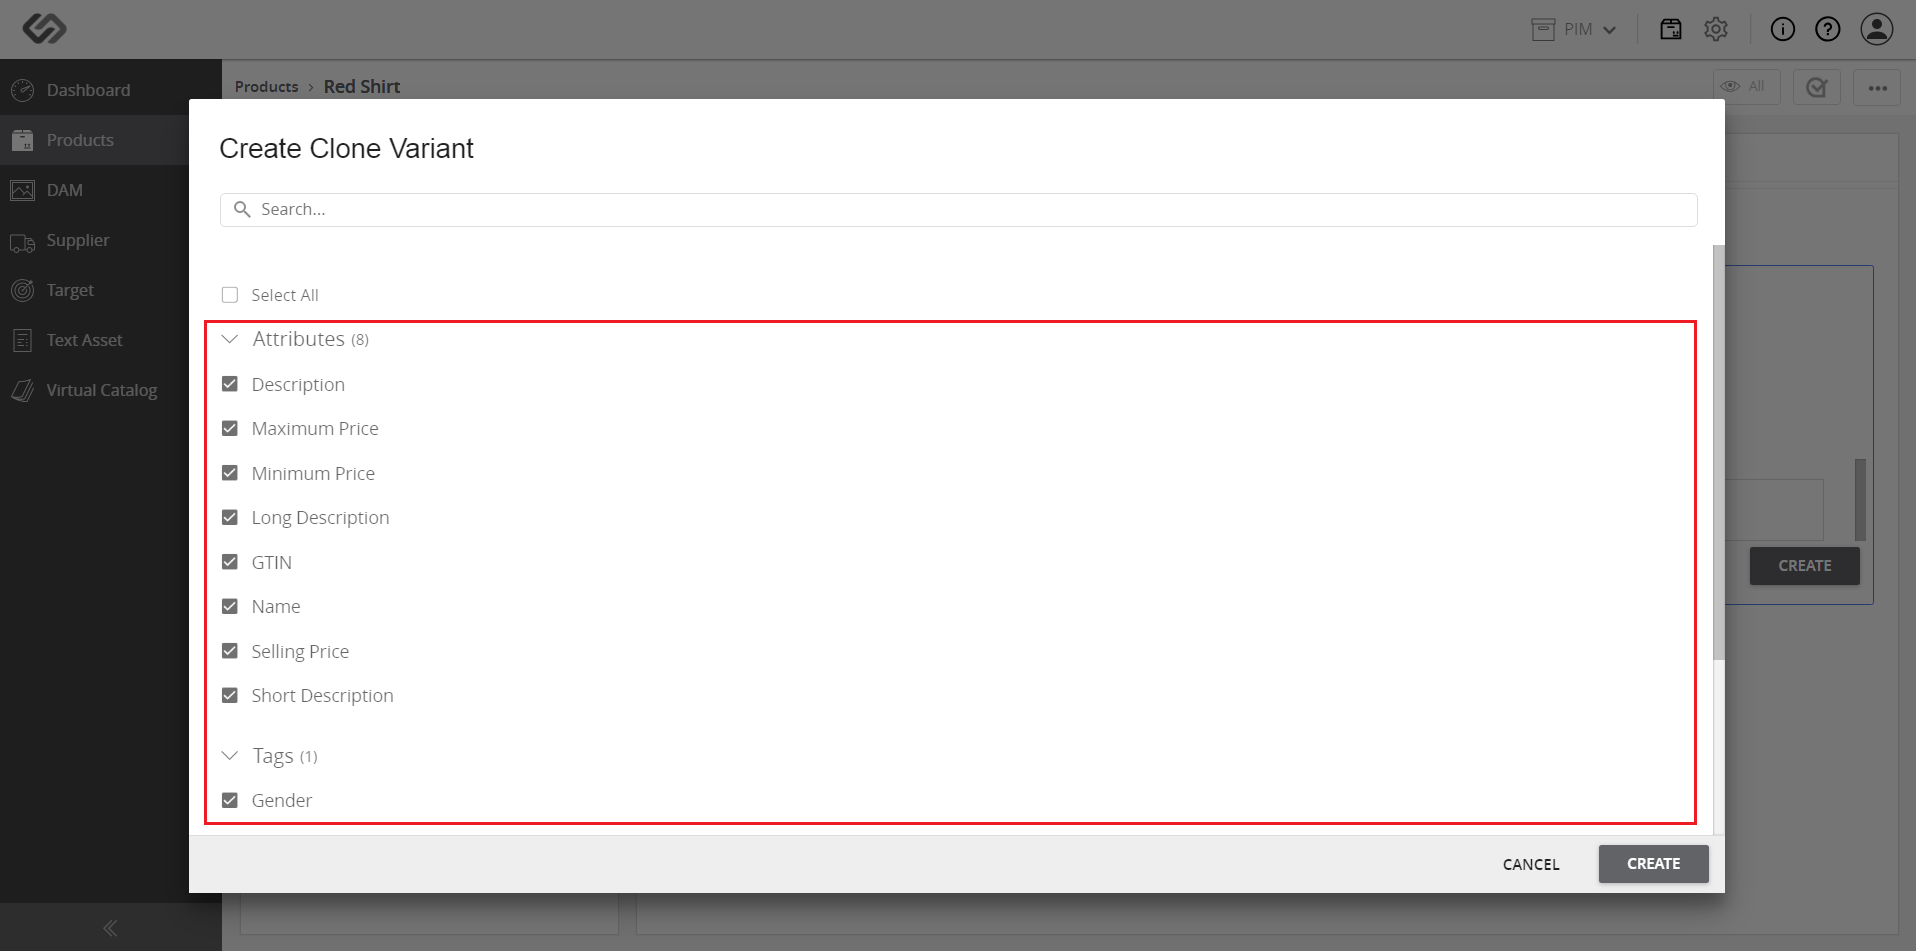 PIM
Dashboard
Products
DAM
Supplier
Target
Text Asset
Virtual Catalog
Products › Red Shirt
All
Create Clone Variant
Search...
Select All
Attributes (8)
Description
Maximum Price
Minimum Price
Long Description
GTIN
Name
Selling Price
Short Description
Tags (1)
Gender
CREATE
CANCEL
CREATE